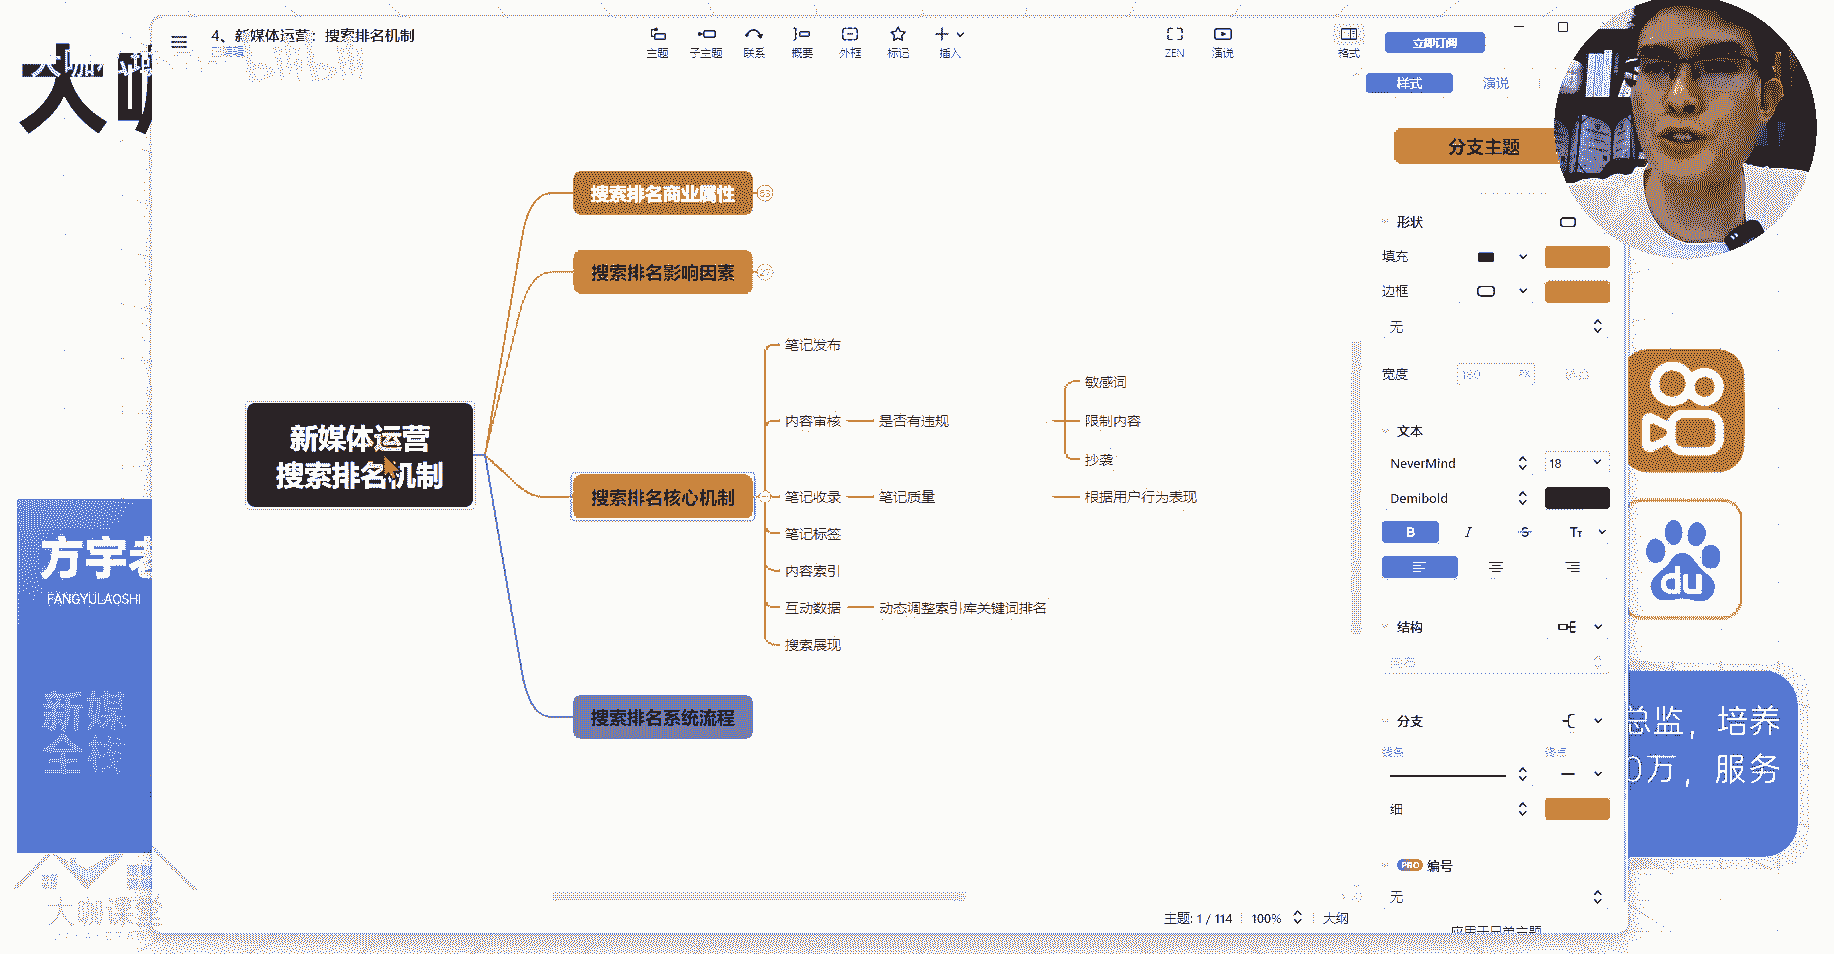 4、新媒体运营：搜索排名机制
已编辑
主题
子主题
联系
概要
外框
标记
插入
ZEN
演说
格式
立即订阅
样式
演说
大咖
分支主题
搜索排名商业属性
63
搜索排名影响因素
27
新媒体运营
搜索排名机制
搜索排名核心机制
笔记发布
内容审核
是否有违规
敏感词
限制内容
抄袭
笔记收录
笔记质量
根据用户行为表现
笔记标签
内容索引
互动数据
动态调整索引库关键词排名
搜索展现
搜索排名系统流程
形状
填充
边框
无
宽度
文本
NeverMind
18
Demibold
B
I
S
Tт
结构
分支
线条
终点
细
PRO
编号
无
主题: 1 / 114
100%
大纲
方宇老
FANGYULAOSHI
新媒
全核
大咖课堂
du
总监，培养
0万，服务